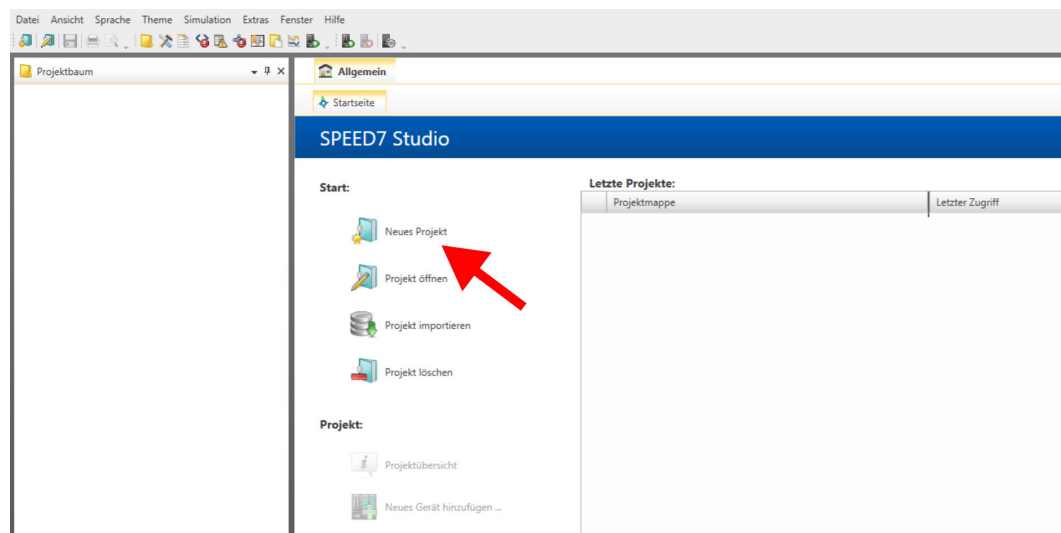 Datei Ansicht Sprache Theme Simulation Extras Fenster Hilfe
Projektbaum
Allgemein
Startseite
SPEED7 Studio
Start:
Neues Projekt
Projekt öffnen
Projekt importieren
Projekt löschen
Projekt:
Projektübersicht
Neues Gerät hinzufügen ...
Letzte Projekte:
Projektmappe Letzter Zugriff